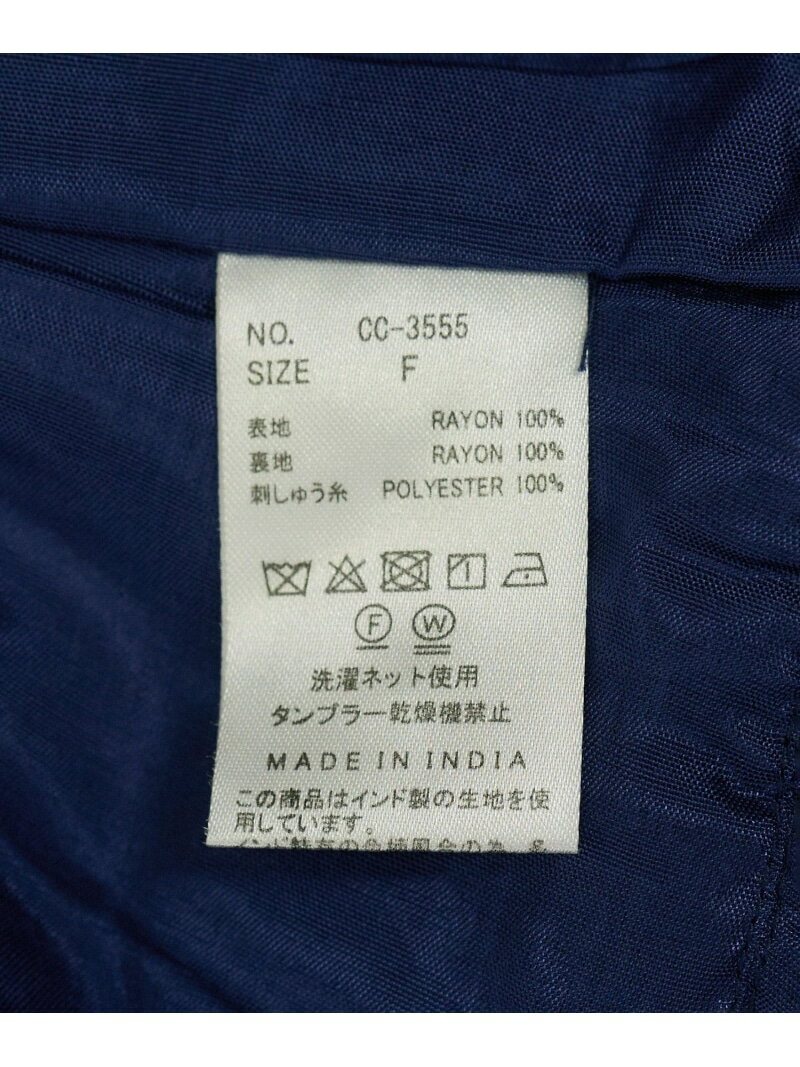 NO. CC-3555
SIZE F
表地 RAYON 100%
裏地 RAYON 100%
刺しゅう糸 POLYESTER 100%
F W
洗濯ネット使用
タンブラー乾燥機禁止
MADE IN INDIA
この商品はインド製の生地を使
用しています。